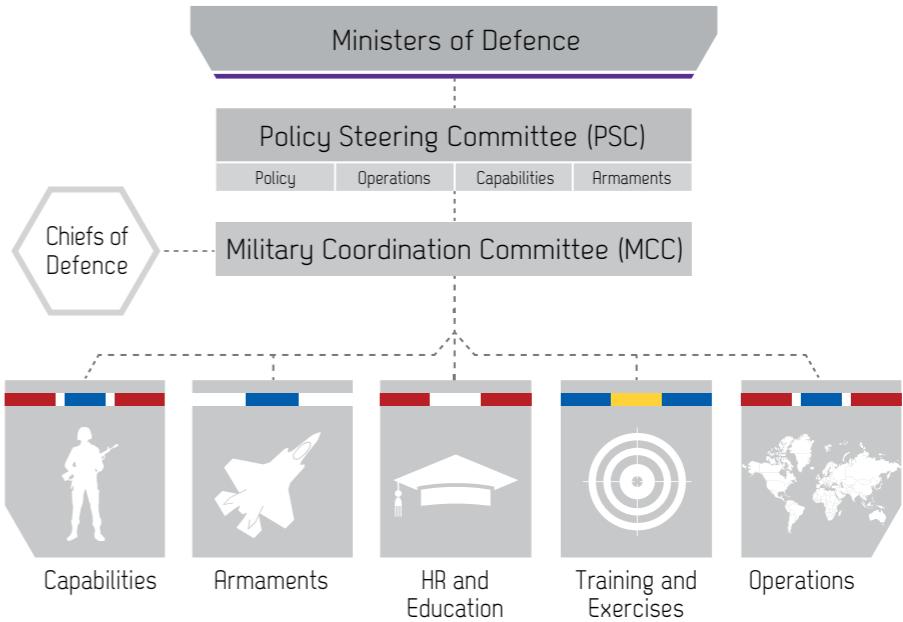 Ministers of Defence
Policy Steering Committee (PSC)
Policy Operations Capabilities Armaments
Chiefs of
Defence
Military Coordination Committee (MCC)
Capabilities
Armaments
HR and
Education
Training and
Exercises
Operations